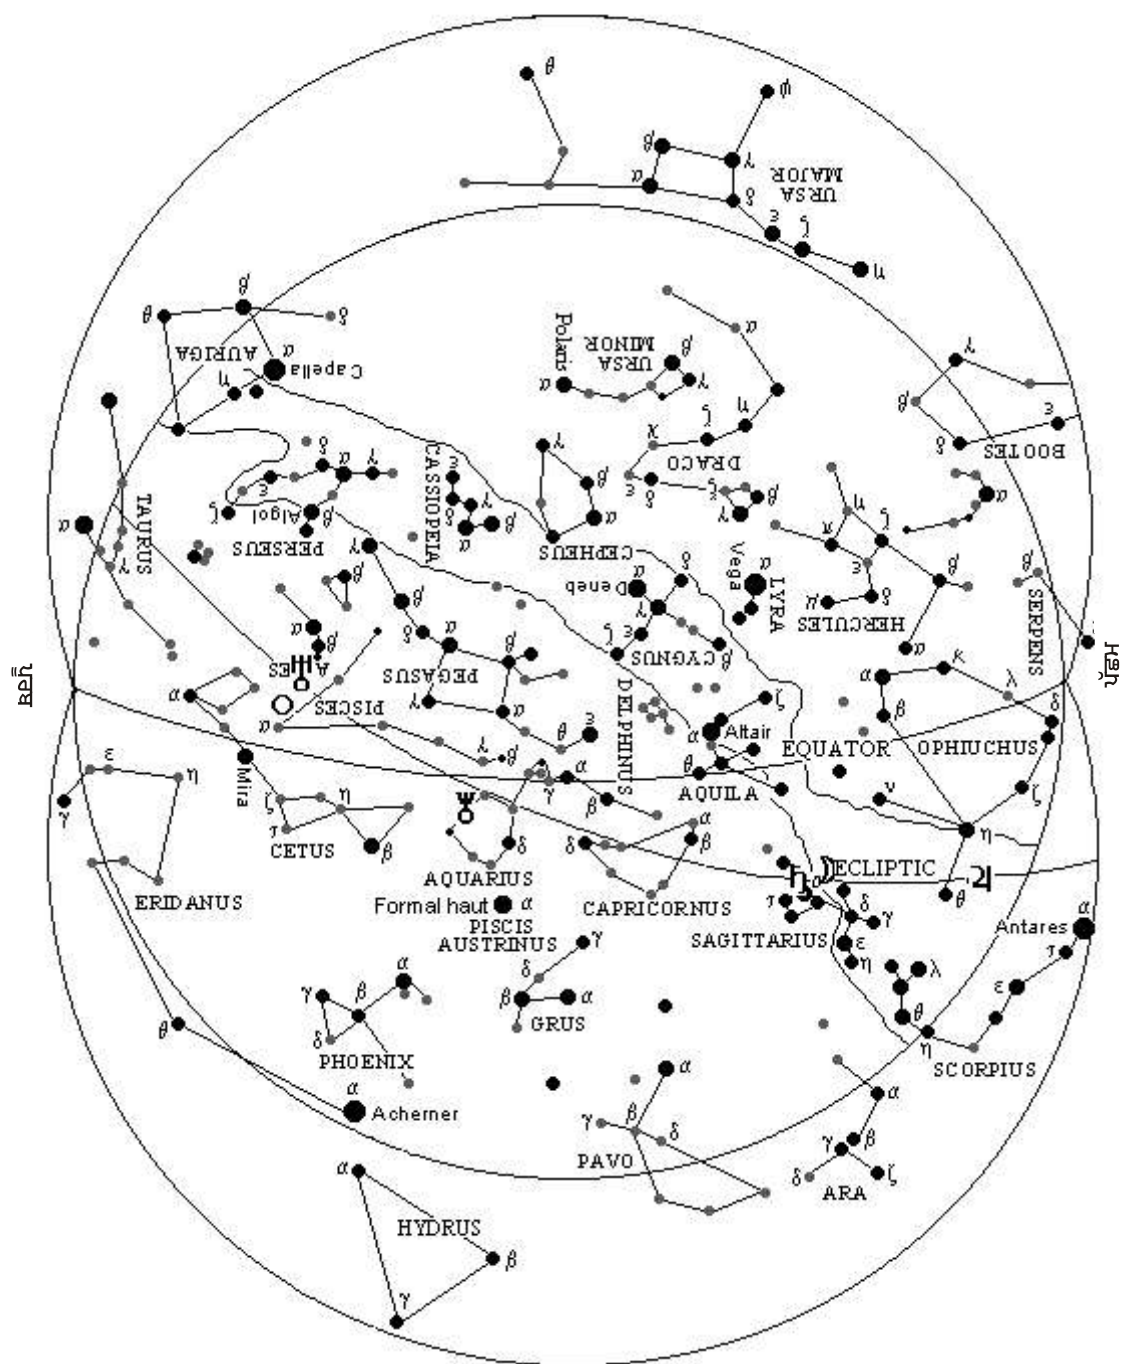 θ
φ
β
γ
α
URSA
MAJOR
δ
ε
ζ
η
β
θ
δ
α
AURIGA
Capella
η
Polaris
α
URSA
MINOR
β
γ
α
γ
β
δ
ε
BOOTES
TAURUS
α
γ
δ
α
γ
ε
ζ
Algol
β
PERSEUS
CASSIOPEIA
ε
γ
δ
β
α
γ
β
α
CEPHEUS
χ
ζ
η
DRACO
ε
δ
ξ
β
γ
η
π
ζ
ε
β
μ
δ
HERCULES
α
α
SERPENS
β
γ
β
α
β
β
δ
α
β
PEGASUS
γ
α
Deneb
α
δ
γ
ε
ζ
β
CYGNUS
Vega
α
LYRA
DELPHINUS
PISCES
α
α
κ
λ
β
δ
OPHIUCHUS
ζ
ν
η
θ
ζ
α
Altair
θ
AQUILA
EQUATOR
Mira
ε
η
γ
ERIDANUS
ζ
η
τ
CETUS
β
γ
β
θ
ε
γ
α
β
δ
AQUARIUS
δ
α
β
CAPRICORNUS
ECLIPTIC
τ
δ
γ
SAGITTARIUS
ε
η
Formal haut
α
PISCIS
AUSTRINUS
γ
δ
β
α
GRUS
Antares
α
τ
ε
λ
θ
η
SCORPIUS
γ
β
α
δ
PHOENIX
θ
α
Acherner
α
γ
β
δ
PAVO
α
γ
β
δ
ζ
ARA
α
HYDRUS
β
γ